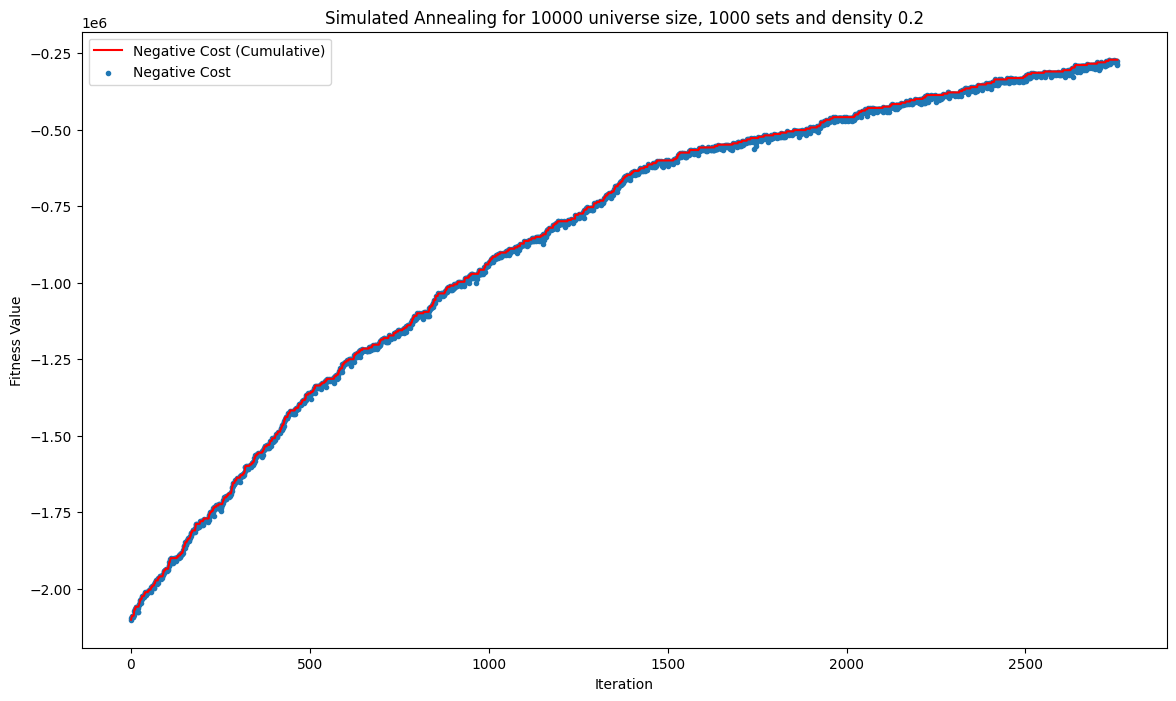 Simulated Annealing for 10000 universe size, 1000 sets and density 0.2
1e6
Negative Cost (Cumulative)
Negative Cost
−0.25
−0.50
−0.75
−1.00
−1.25
−1.50
−1.75
−2.00
Fitness Value
0 500 1000 1500 2000 2500
Iteration